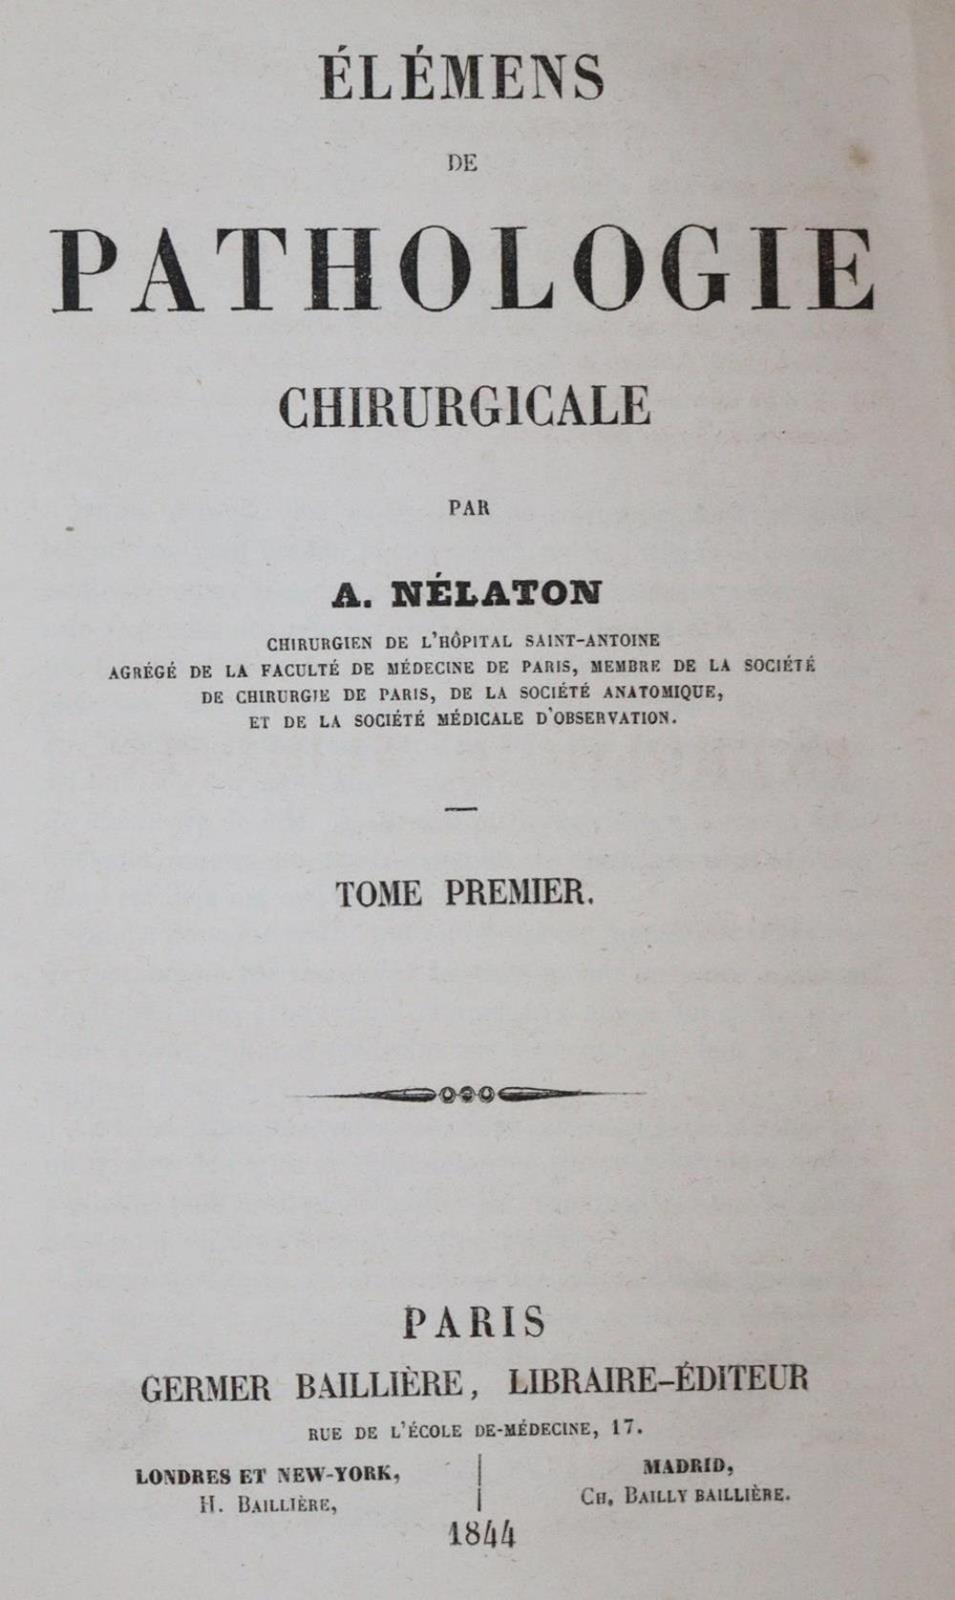 ÉLÉMENS
DE
PATHOLOGIE
CHIRURGICALE
PAR
A. NÉLATON
CHIRURGIEN DE L'HÔPITAL SAINT-ANTOINE
AGRÉGÉ DE LA FACULTÉ DE MÉDECINE DE PARIS, MEMBRE DE LA SOCIÉTÉ
DE CHIRURGIE DE PARIS, DE LA SOCIÉTÉ ANATOMIQUE,
ET DE LA SOCIÉTÉ MÉDICALE D'OBSERVATION.
TOME PREMIER.
PARIS
GERMER BAILLIÈRE, LIBRAIRE-ÉDITEUR
RUE DE L'ÉCOLE DE-MÉDECINE, 17.
LONDRES ET NEW-YORK,
H. BAILLIÈRE,
MADRID,
CH. BAILLY BAILLIÈRE.
1844